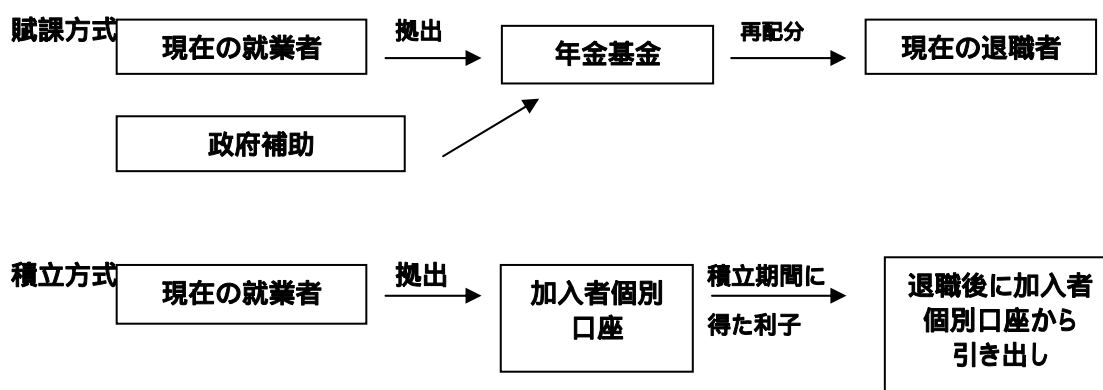 賦課方式
現在の就業者
拠出
年金基金
再配分
現在の退職者
政府補助
積立方式
現在の就業者
拠出
加入者個別
口座
積立期間に
得た利子
退職後に加入者
個別口座から
引き出し